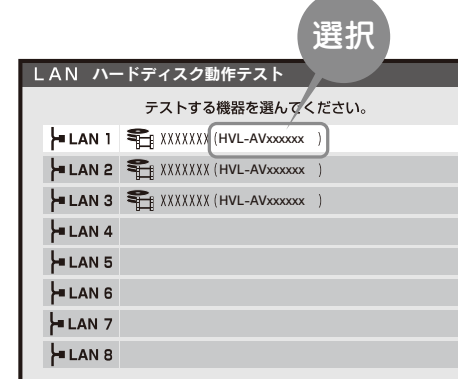 選択
LAN ハードディスク動作テスト
テストする機器を選んでください。
LAN 1 XXXXXXX (HVL-AVxxxxxx )
LAN 2 XXXXXXX (HVL-AVxxxxxx )
LAN 3 XXXXXXX (HVL-AVxxxxxx )
LAN 4
LAN 5
LAN 6
LAN 7
LAN 8